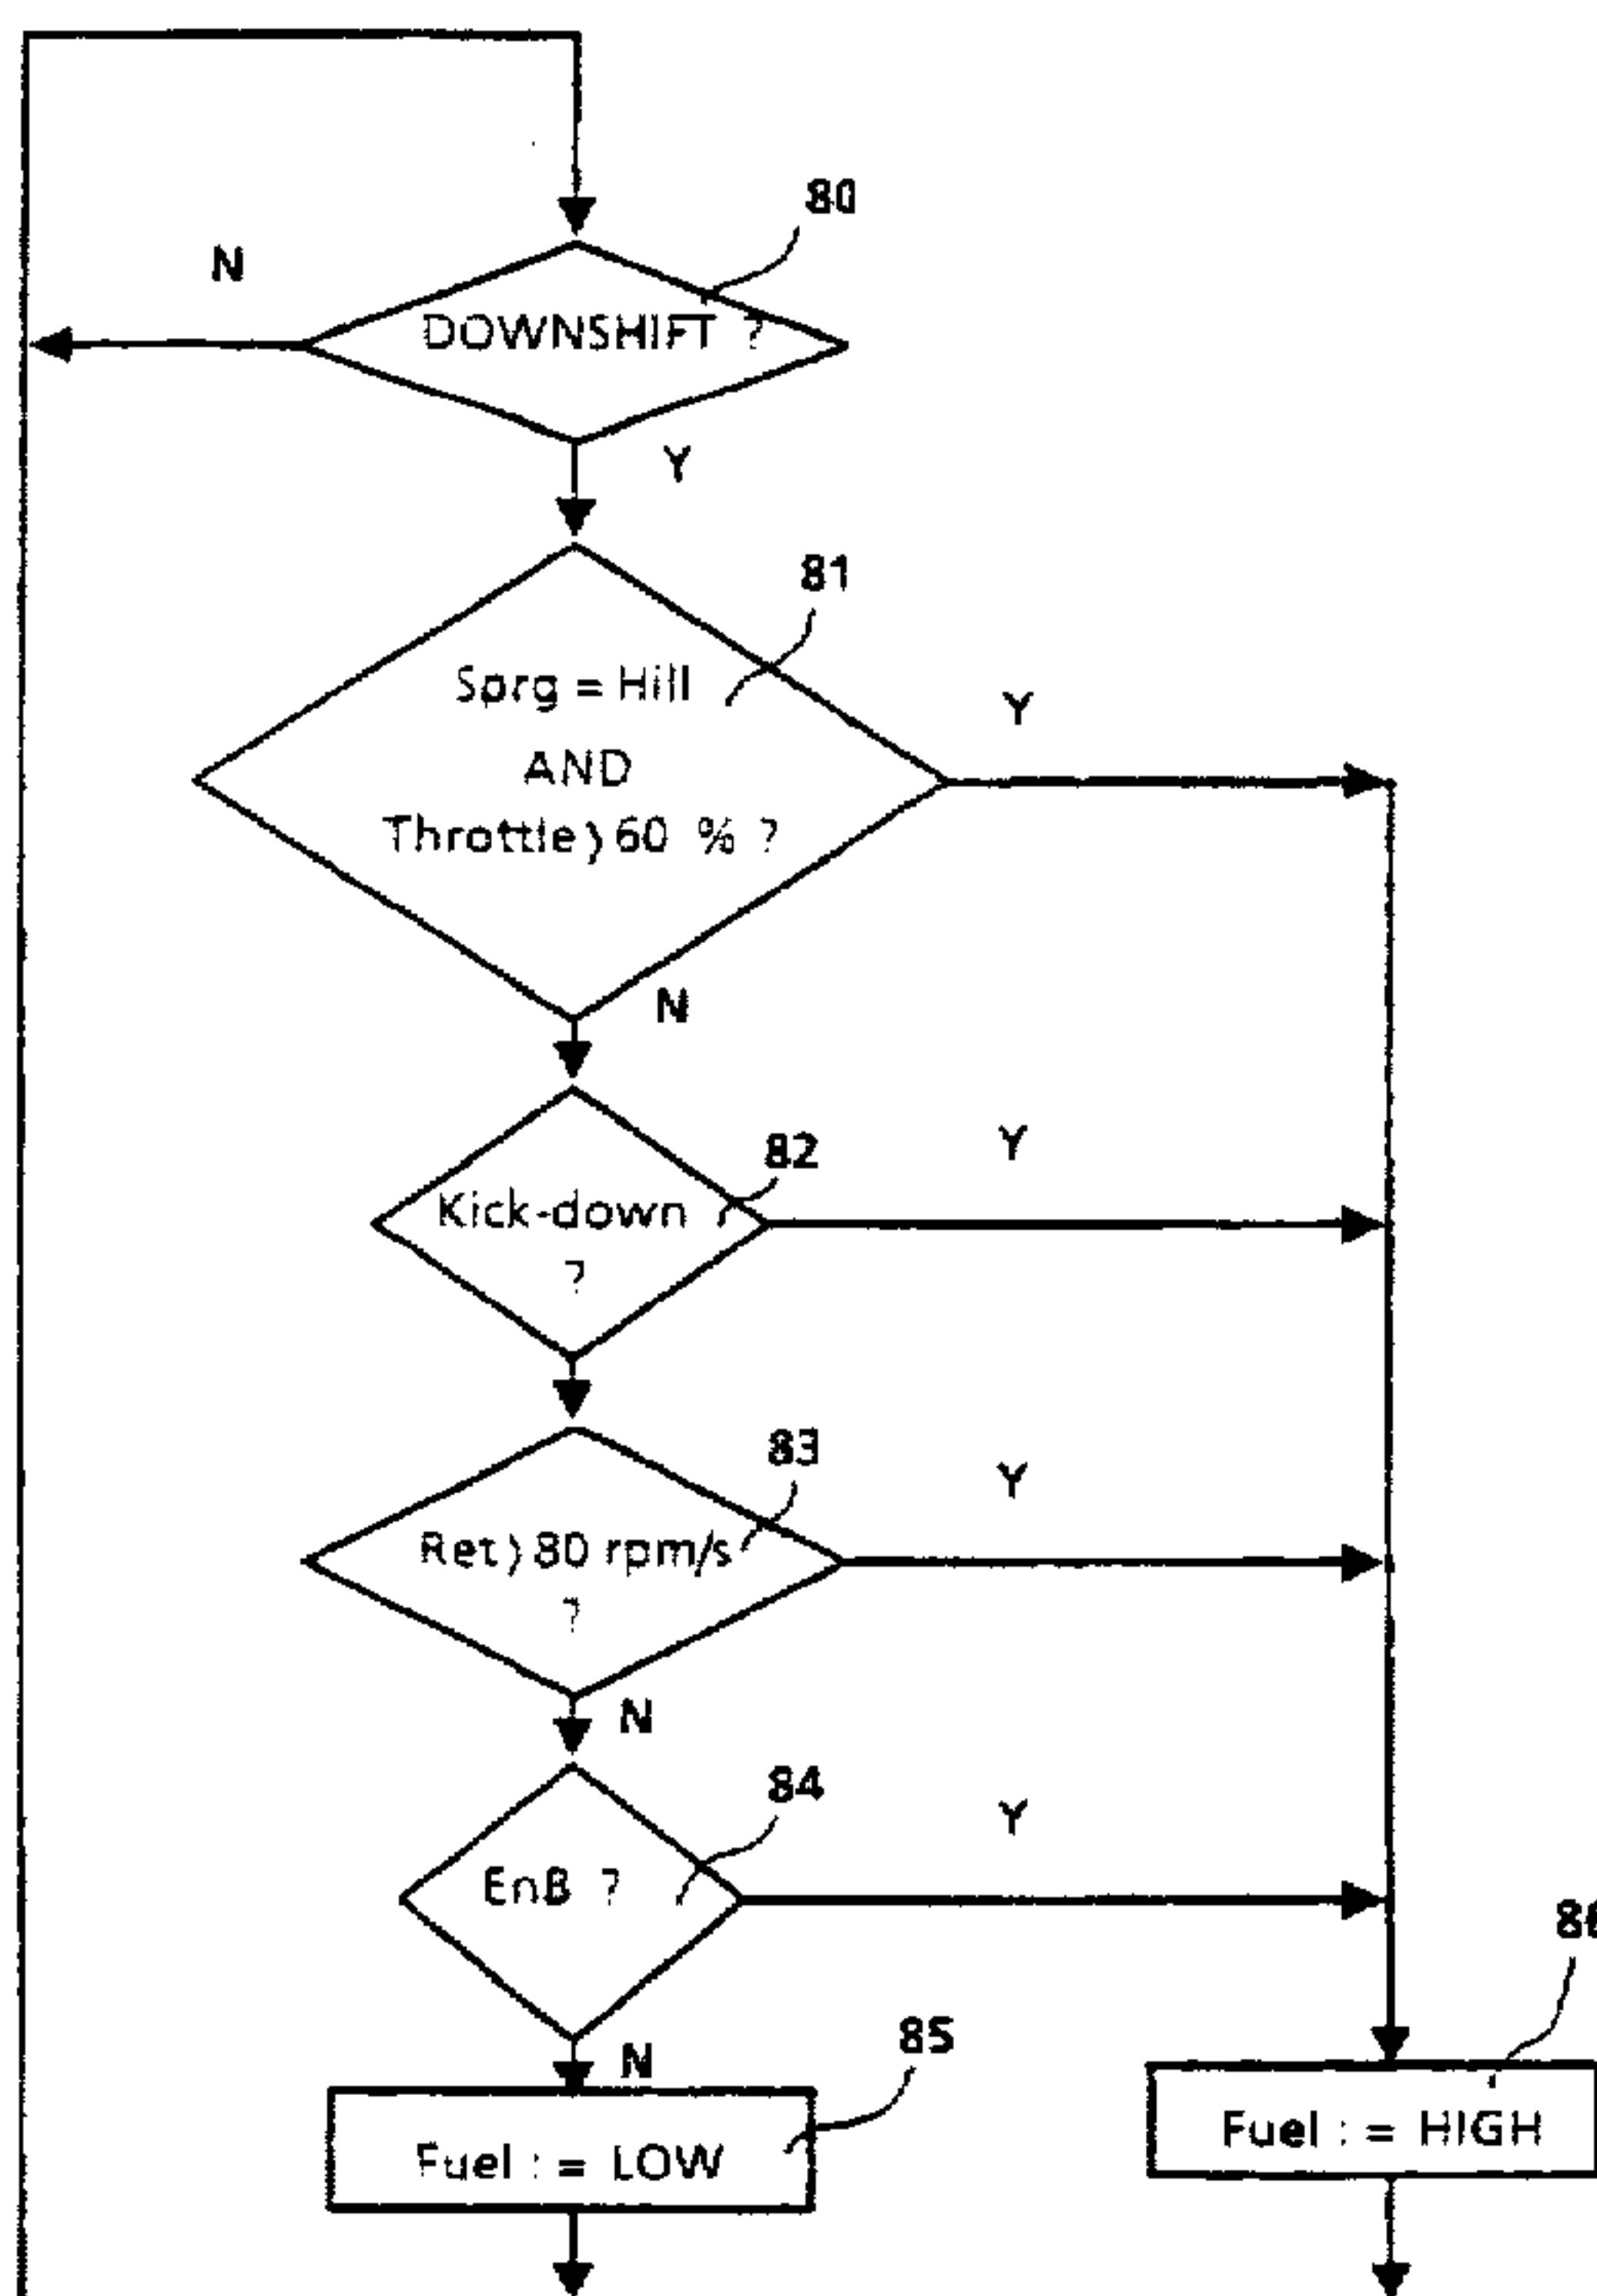 80
N
DOWNSHIFT ?
Y
81
Sprg = Hill
Y
AND
Throttle) 60 % ?
N
82
Y
Kick-down
?
83
Y
Ret) 80 rpm/s
?
N
84
Y
EnB ?
N
85
Fuel : = LOW
Fuel : = HIGH